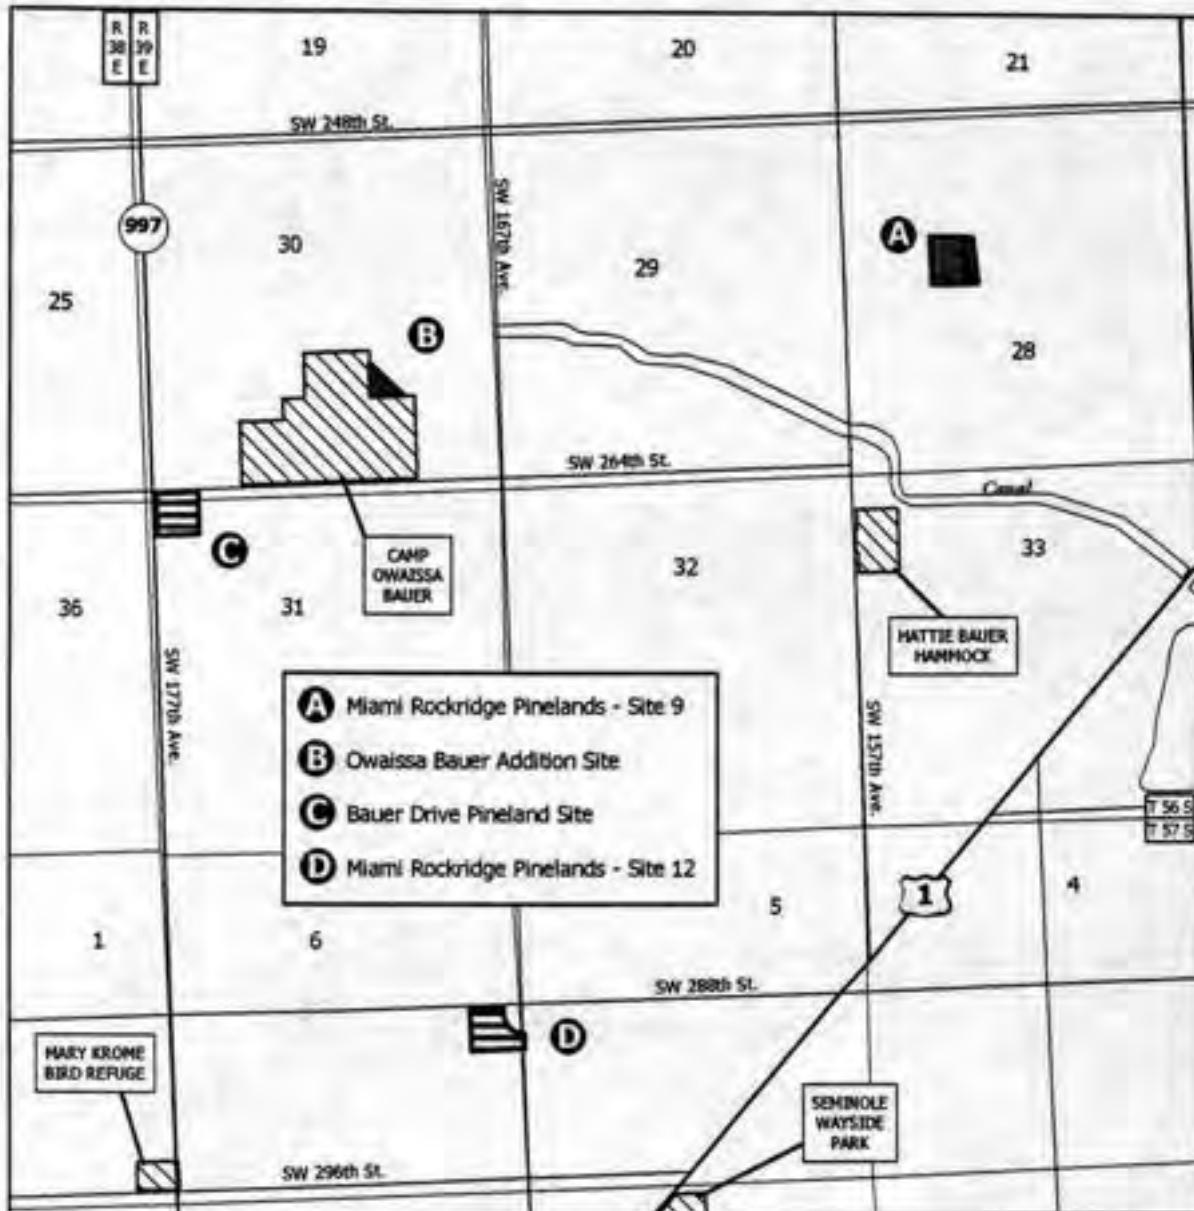 R 38 E
R 39 E
19
20
21
SW 248th St.
997
SW 167th Ave.
A
30
29
25
B
28
SW 264th St.
Canal
C
CAMP
OWAISSA
BAUER
32
33
36
31
HATTIE BAUER
HAMMOCK
SW 177th Ave.
SW 157th Ave.
A Miami Rockridge Pinelands - Site 9
B Owaissa Bauer Addition Site
C Bauer Drive Pineland Site
D Miami Rockridge Pinelands - Site 12
T 56 S
T 57 S
1
4
5
1
6
SW 288th St.
D
MARY KROME
BIRD REFUGE
SEMINOLE
WAYSIDE
PARK
SW 296th St.